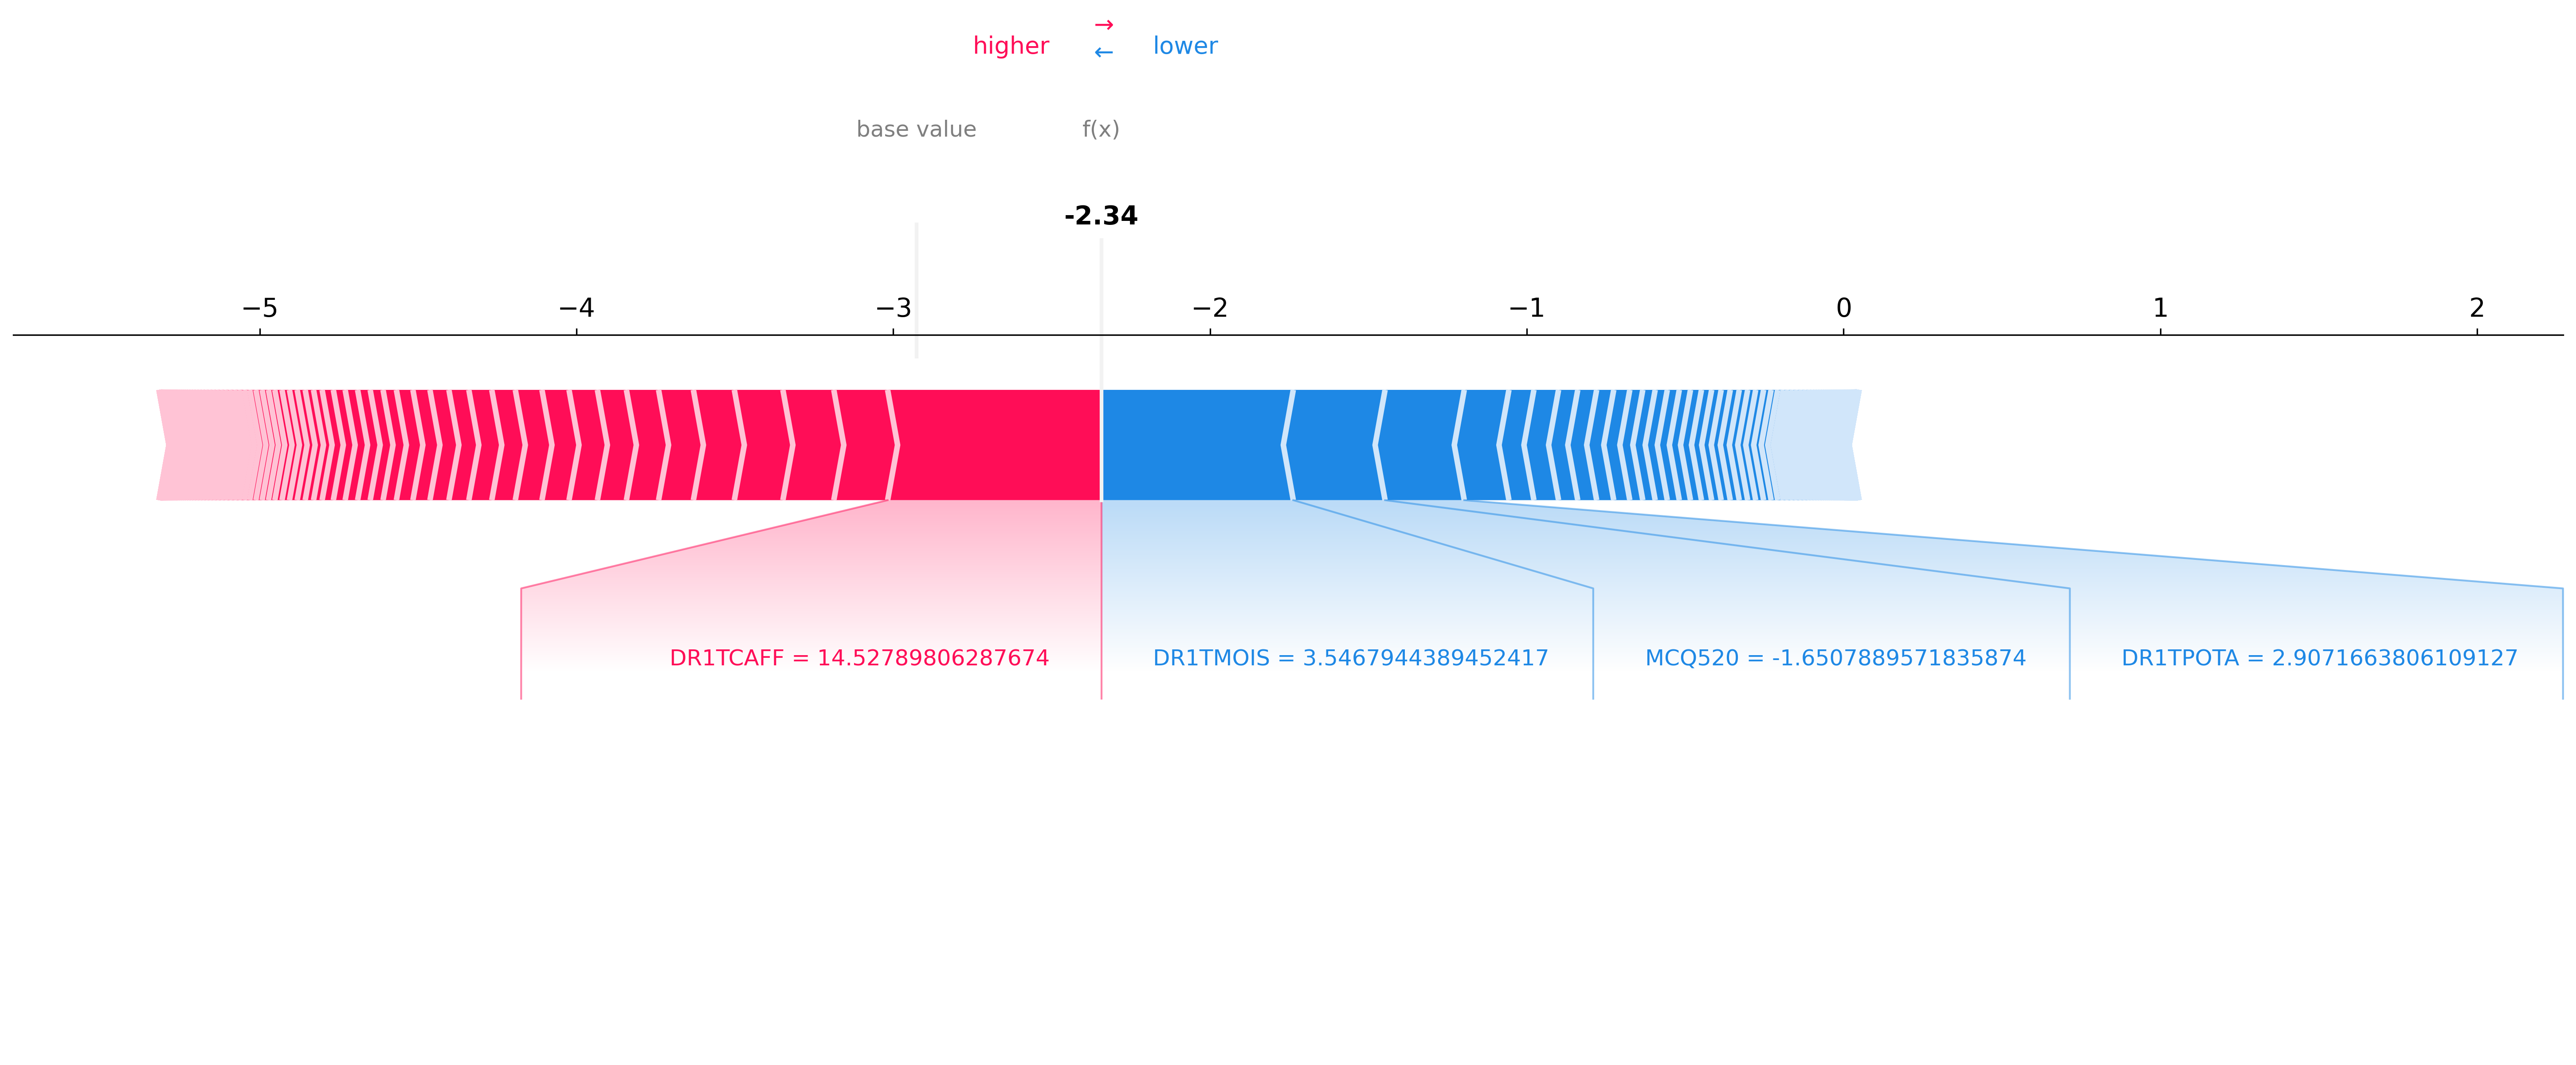 higher → ← lower
base value f(x)
-2.34
−5 −4 −3 −2 −1 0 1 2
DR1TCAFF = 14.52789806287674 DR1TMOIS = 3.5467944389452417 MCQ520 = -1.6507889571835874 DR1TPOTA = 2.9071663806109127